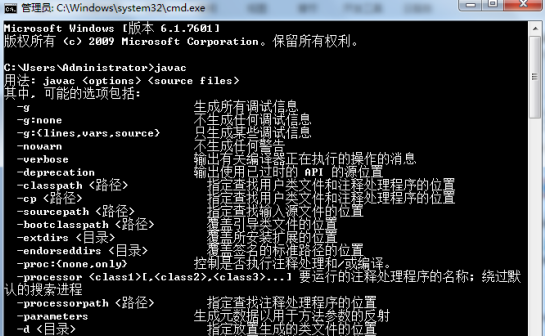 管理员: C:\Windows\system32\cmd.exe
Microsoft Windows [版本 6.1.7601]
版权所有 (c) 2009 Microsoft Corporation。保留所有权利。
C:\Users\Administrator>javac
用法: javac <options> <source files>
其中, 可能的选项包括:
-g 生成所有调试信息
-g:none 不生成任何调试信息
-g:{lines,vars,source} 只生成某些调试信息
-nowarn 不生成任何警告
-verbose 输出有关编译器正在执行的操作的消息
-deprecation 输出使用已过时的 API 的源位置
-classpath <路径> 指定查找用户类文件和注释处理程序的位置
-cp <路径> 指定查找用户类文件和注释处理程序的位置
-sourcepath <路径> 指定查找输入源文件的位置
-bootclasspath <路径> 覆盖引导类文件的位置
-extdirs <目录> 覆盖所安装扩展的位置
-endorseddirs <目录> 覆盖签名的标准路径的位置
-proc:{none,only} 控制是否执行注释处理和/或编译。
-processor <class1>[,<class2>,<class3>...] 要运行的注释处理程序的名称; 绕过默
认的搜索进程
-processorpath <路径> 指定查找注释处理程序的位置
-parameters 生成元数据以用于方法参数的反射
-d <目录> 指定放置生成的类文件的位置